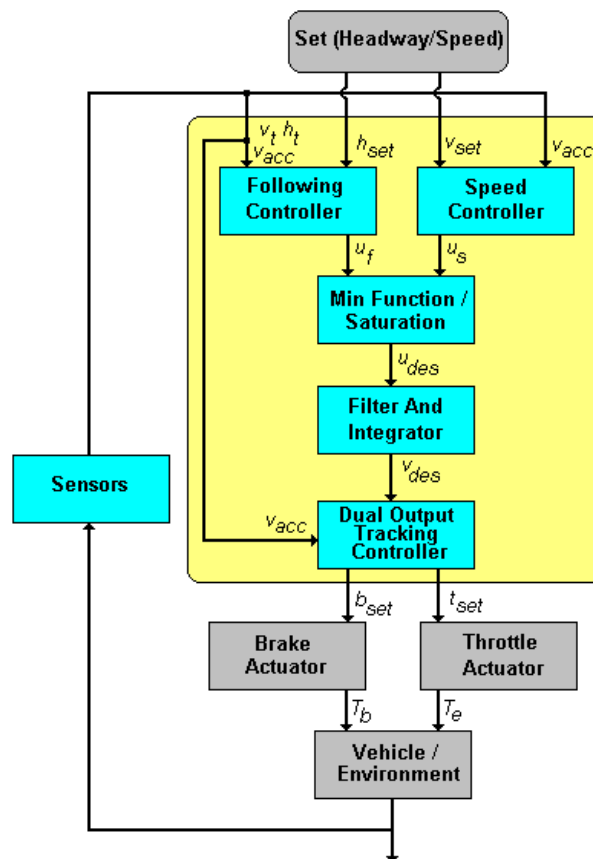 Set (Headway/Speed)
v_t h_t
v_acc
h_set
v_set
v_acc
Following
Controller
Speed
Controller
u_f
u_s
Min Function /
Saturation
u_des
Filter And
Integrator
v_des
Sensors
v_acc
Dual Output
Tracking
Controller
b_set
t_set
Brake
Actuator
Throttle
Actuator
T_b
T_e
Vehicle /
Environment